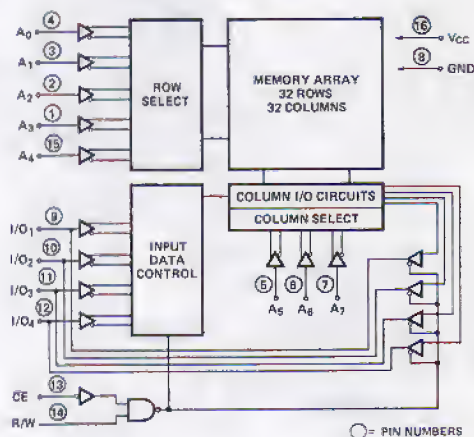 ④
A₀
③
A₁
②
A₂
①
A₃
⑮
A₄
ROW
SELECT
MEMORY ARRAY
32 ROWS
32 COLUMNS
⑯
VCC
⑧
GND
⑨
I/O₁
⑩
I/O₂
⑪
I/O₃
⑫
I/O₄
INPUT
DATA
CONTROL
COLUMN I/O CIRCUITS
COLUMN SELECT
⑤ ⑥ ⑦
A₅ A₆ A₇
⑬
C̅E̅
⑭
R/W
○= PIN NUMBERS